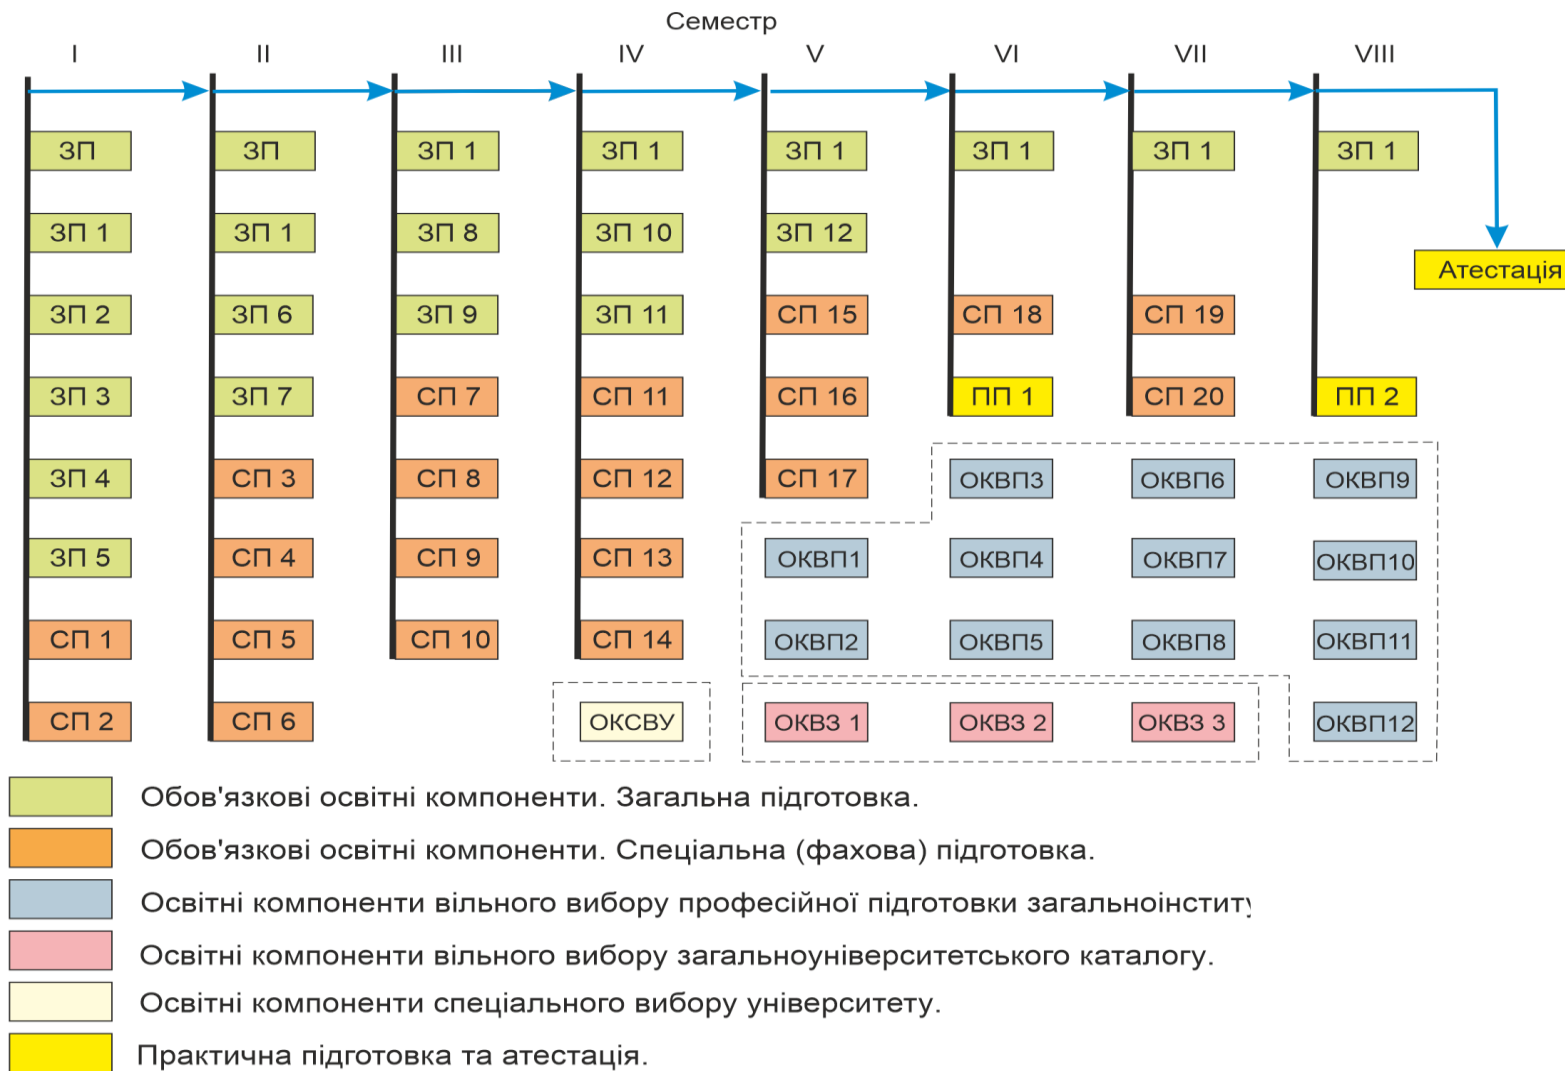 Семестр
I II III IV V VI VII VIII
ЗП ЗП ЗП 1 ЗП 1 ЗП 1 ЗП 1 ЗП 1 ЗП 1
ЗП 1 ЗП 1 ЗП 8 ЗП 10 ЗП 12
Атестація
ЗП 2 ЗП 6 ЗП 9 ЗП 11 СП 15 СП 18 СП 19
ЗП 3 ЗП 7 СП 7 СП 11 СП 16 ПП 1 СП 20 ПП 2
ЗП 4 СП 3 СП 8 СП 12 СП 17 ОКВП3 ОКВП6 ОКВП9
ЗП 5 СП 4 СП 9 СП 13 ОКВП1 ОКВП4 ОКВП7 ОКВП10
СП 1 СП 5 СП 10 СП 14 ОКВП2 ОКВП5 ОКВП8 ОКВП11
СП 2 СП 6 ОКСВУ ОКВЗ 1 ОКВЗ 2 ОКВЗ 3 ОКВП12
Обов'язкові освітні компоненти. Загальна підготовка.
Обов'язкові освітні компоненти. Спеціальна (фахова) підготовка.
Освітні компоненти вільного вибору професійної підготовки
Освітні компоненти вільного вибору загальноуніверситетського каталогу.
Освітні компоненти спеціального вибору університету.
Практична підготовка та атестація.